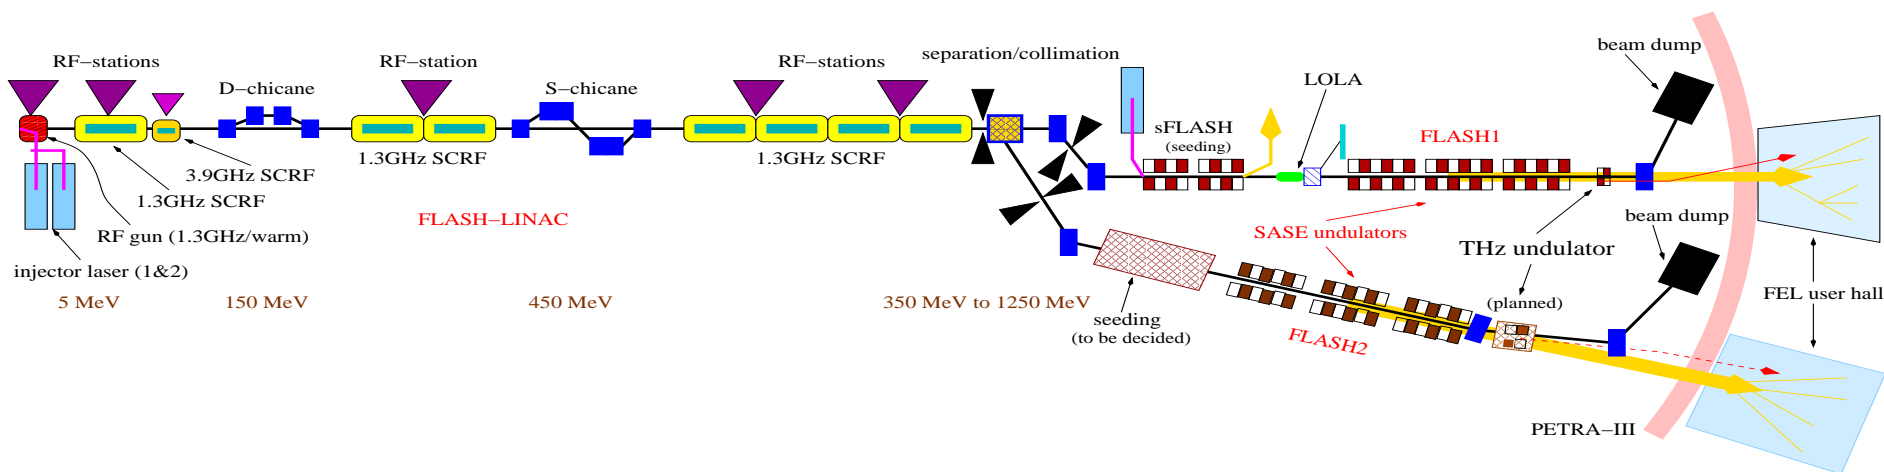 RF−stations
D−chicane
RF−station
S−chicane
RF−stations
separation/collimation
LOLA
beam dump
sFLASH
(seeding)
FLASH1
1.3GHz SCRF
1.3GHz SCRF
3.9GHz SCRF
1.3GHz SCRF
RF gun (1.3GHz/warm)
injector laser (1&2)
FLASH−LINAC
SASE undulators
THz undulator
beam dump
(planned)
FEL user hall
5 MeV
150 MeV
450 MeV
350 MeV to 1250 MeV
seeding
(to be decided)
FLASH2
PETRA−III